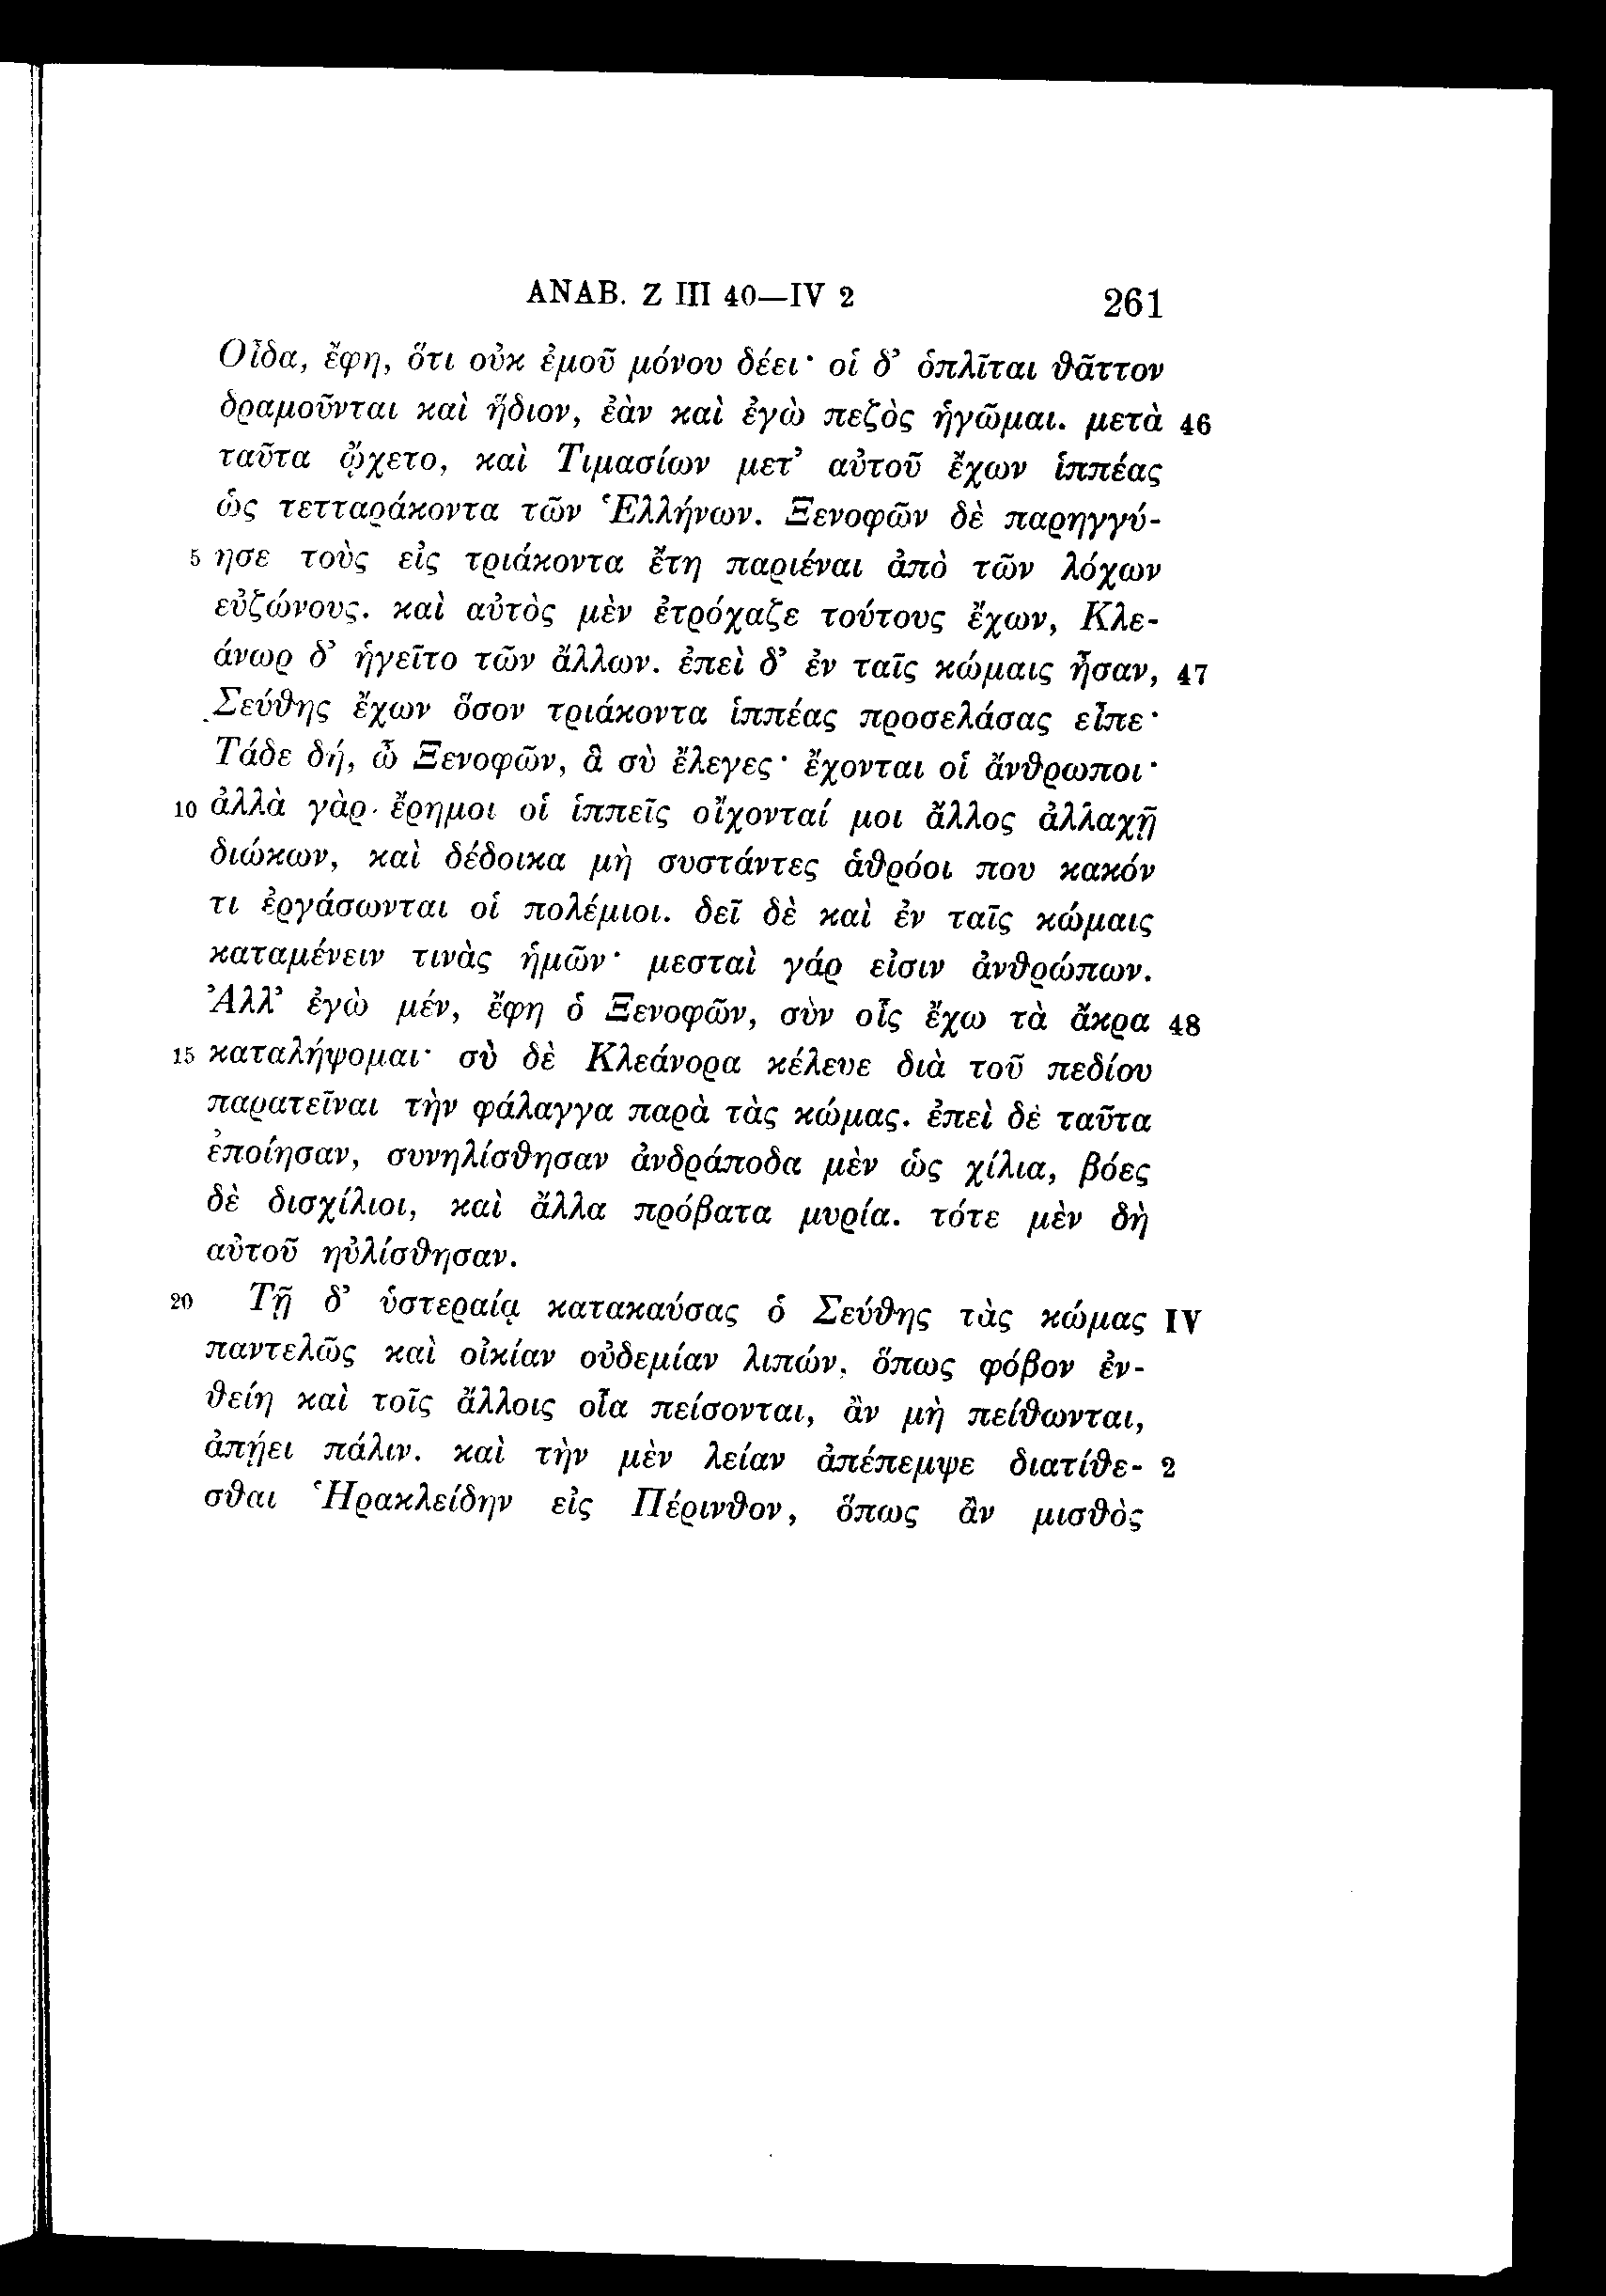 ΑΝΑΒ. Ζ III 40—IV 2 261
Οἶδα, ἔφη, ὅτι οὐκ ἐμοῦ μόνου δέει· οἱ δ’ ὁπλῖται θᾶττον
δραμοῦνται καὶ ἥδιον, ἐὰν καὶ ἐγὼ πεζὸς ἡγῶμαι. μετὰ 46
ταῦτα ᾤχετο, καὶ Τιμασίων μετ’ αὐτοῦ ἔχων ἱππέας
ὡς τετταράκοντα τῶν Ἑλλήνων. Ξενοφῶν δὲ παρηγγύ-
5 ησε τοὺς εἰς τριάκοντα ἔτη παριέναι ἀπὸ τῶν λόχων
εὐζώνους. καὶ αὐτὸς μὲν ἐτρόχαζε τούτους ἔχων, Κλε-
άνωρ δ’ ἡγεῖτο τῶν ἄλλων. ἐπεὶ δ’ ἐν ταῖς κώμαις ἦσαν, 47
Σεύθης ἔχων ὅσον τριάκοντα ἱππέας προσελάσας εἶπε·
Τάδε δή, ὦ Ξενοφῶν, ἃ σὺ ἔλεγες· ἔχονται οἱ ἄνθρωποι·
10 ἀλλὰ γὰρ ἔρημοι οἱ ἱππεῖς οἴχονταί μοι ἄλλος ἀλλαχῇ
διώκων, καὶ δέδοικα μὴ συστάντες ἁθρόοι που κακόν
τι ἐργάσωνται οἱ πολέμιοι. δεῖ δὲ καὶ ἐν ταῖς κώμαις
καταμένειν τινὰς ἡμῶν· μεσταὶ γάρ εἰσιν ἀνθρώπων.
Ἀλλ’ ἐγὼ μέν, ἔφη ὁ Ξενοφῶν, σὺν οἷς ἔχω τὰ ἄκρα 48
15 καταλήψομαι· σὺ δὲ Κλεάνορα κέλευε διὰ τοῦ πεδίου
παρατεῖναι τὴν φάλαγγα παρὰ τὰς κώμας. ἐπεὶ δὲ ταῦτα
ἐποίησαν, συνηλίσθησαν ἀνδράποδα μὲν ὡς χίλια, βόες
δὲ δισχίλιοι, καὶ ἄλλα πρόβατα μυρία. τότε μὲν δὴ
αὐτοῦ ηὐλίσθησαν.
20 Τῇ δ’ ὑστεραίᾳ κατακαύσας ὁ Σεύθης τὰς κώμας IV
παντελῶς καὶ οἰκίαν οὐδεμίαν λιπών, ὅπως φόβον ἐν-
θείη καὶ τοῖς ἄλλοις οἷα πείσονται, ἂν μὴ πείθωνται,
ἀπῄει πάλιν. καὶ τὴν μὲν λείαν ἀπέπεμψε διατίθε- 2
σθαι Ἡρακλείδην εἰς Πέρινθον, ὅπως ἂν μισθὸς